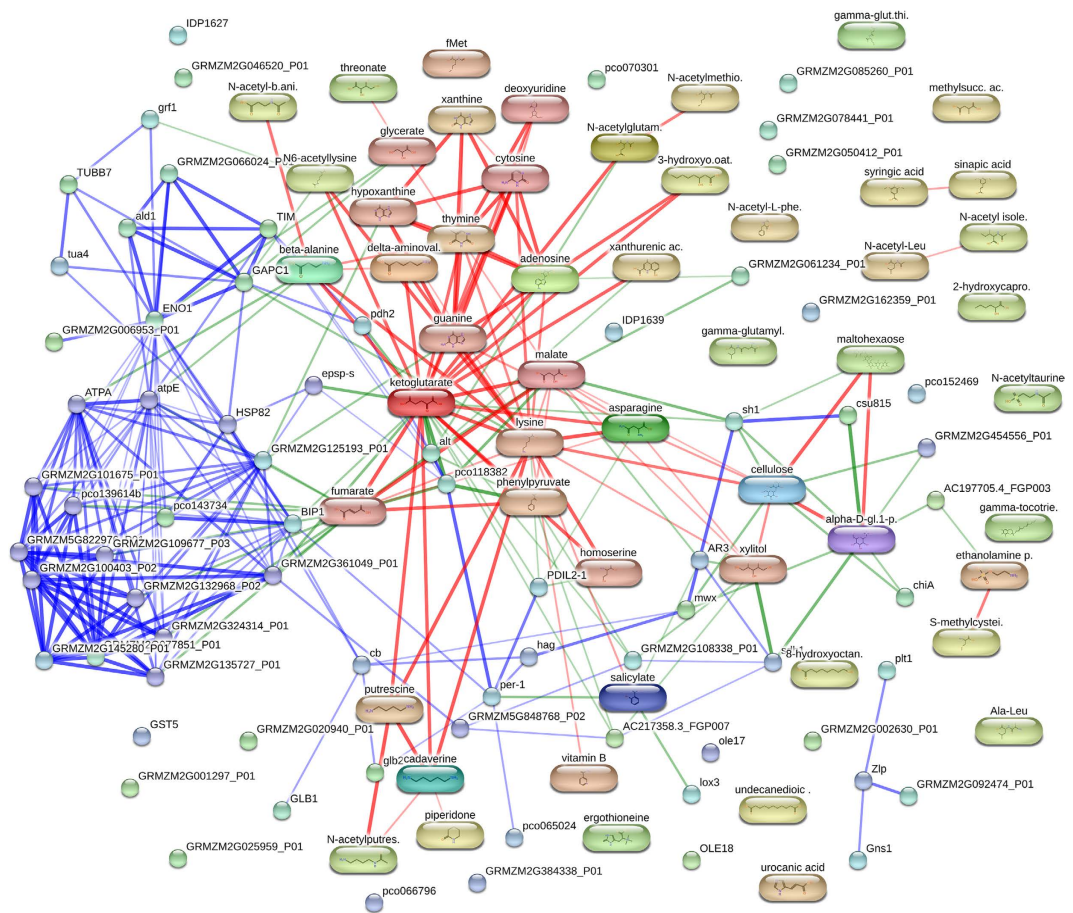 IDP1627
gamma-glut.thi.
GRMZM2G046520_P01
fMet
threonate
pco070301
GRMZM2G085260_P01
N-acetyl-b.ani.
N-acetylmethio.
methylsucc. ac.
xanthine
deoxyuridine
grf1
GRMZM2G078441_P01
glycerate
N-acetylglutam.
GRMZM2G066024_P01
N6-acetyllysine
cytosine
3-hydroxyo.oat.
GRMZM2G050412_P01
TUBB7
syringic acid
sinapic acid
hypoxanthine
ald1
TIM
thymine
N-acetyl-L-phe.
N-acetyl isole.
tua4
beta-alanine
delta-aminoval.
adenosine
xanthurenic ac.
N-acetyl-Leu
GRMZM2G061234_P01
GAPC1
2-hydroxycapro.
ENO1
pdh2
guanine
IDP1639
GRMZM2G162359_P01
GRMZM2G006953_P01
gamma-glutamyl.
maltohexaose
malate
epsp-s
ketoglutarate
pco152469
N-acetyltaurine
ATPA
atpE
HSP82
asparagine
sh1
csu815
lysine
alt
GRMZM2G454556_P01
GRMZM2G125193_P01
GRMZM2G101675_P01
pco118382
phenylpyruvate
cellulose
pco139614b
pco143734
BIP1
fumarate
AC197705.4_FGP003
alpha-D-gl.1-p.
gamma-tocotrie.
GRMZM2G109677_P03
homoserine
AR3
xylitol
ethanolamine p.
GRMZM2G100403_P02
GRMZM2G361049_P01
PDIL2-1
GRMZM2G132968_P02
chiA
mwx
S-methylcystei.
GRMZM2G324314_P01
GRMZM2G145280_P01
GRMZM2G135727_P01
cb
hag
GRMZM2G108338_P01
8-hydroxyoctan.
plt1
putrescine
per-1
salicylate
GRMZM5G848768_P02
GST5
GRMZM2G020940_P01
AC217358.3_FGP007
GRMZM2G002630_P01
Ala-Leu
ole17
GRMZM2G001297_P01
cadaverine
vitamin B
lox3
Zlp
GRMZM2G092474_P01
GLB1
undecanedioic .
piperidone
pco065024
ergothioneine
N-acetylputres.
GRMZM2G025959_P01
OLE18
Gns1
GRMZM2G384338_P01
urocanic acid
pco066796